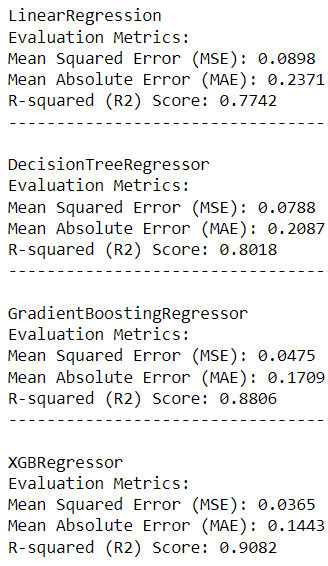 LinearRegression
Evaluation Metrics:
Mean Squared Error (MSE): 0.0898
Mean Absolute Error (MAE): 0.2371
R-squared (R2) Score: 0.7742
--------------------------------
DecisionTreeRegressor
Evaluation Metrics:
Mean Squared Error (MSE): 0.0788
Mean Absolute Error (MAE): 0.2087
R-squared (R2) Score: 0.8018
--------------------------------
GradientBoostingRegressor
Evaluation Metrics:
Mean Squared Error (MSE): 0.0475
Mean Absolute Error (MAE): 0.1709
R-squared (R2) Score: 0.8806
--------------------------------
XGBRegressor
Evaluation Metrics:
Mean Squared Error (MSE): 0.0365
Mean Absolute Error (MAE): 0.1443
R-squared (R2) Score: 0.9082